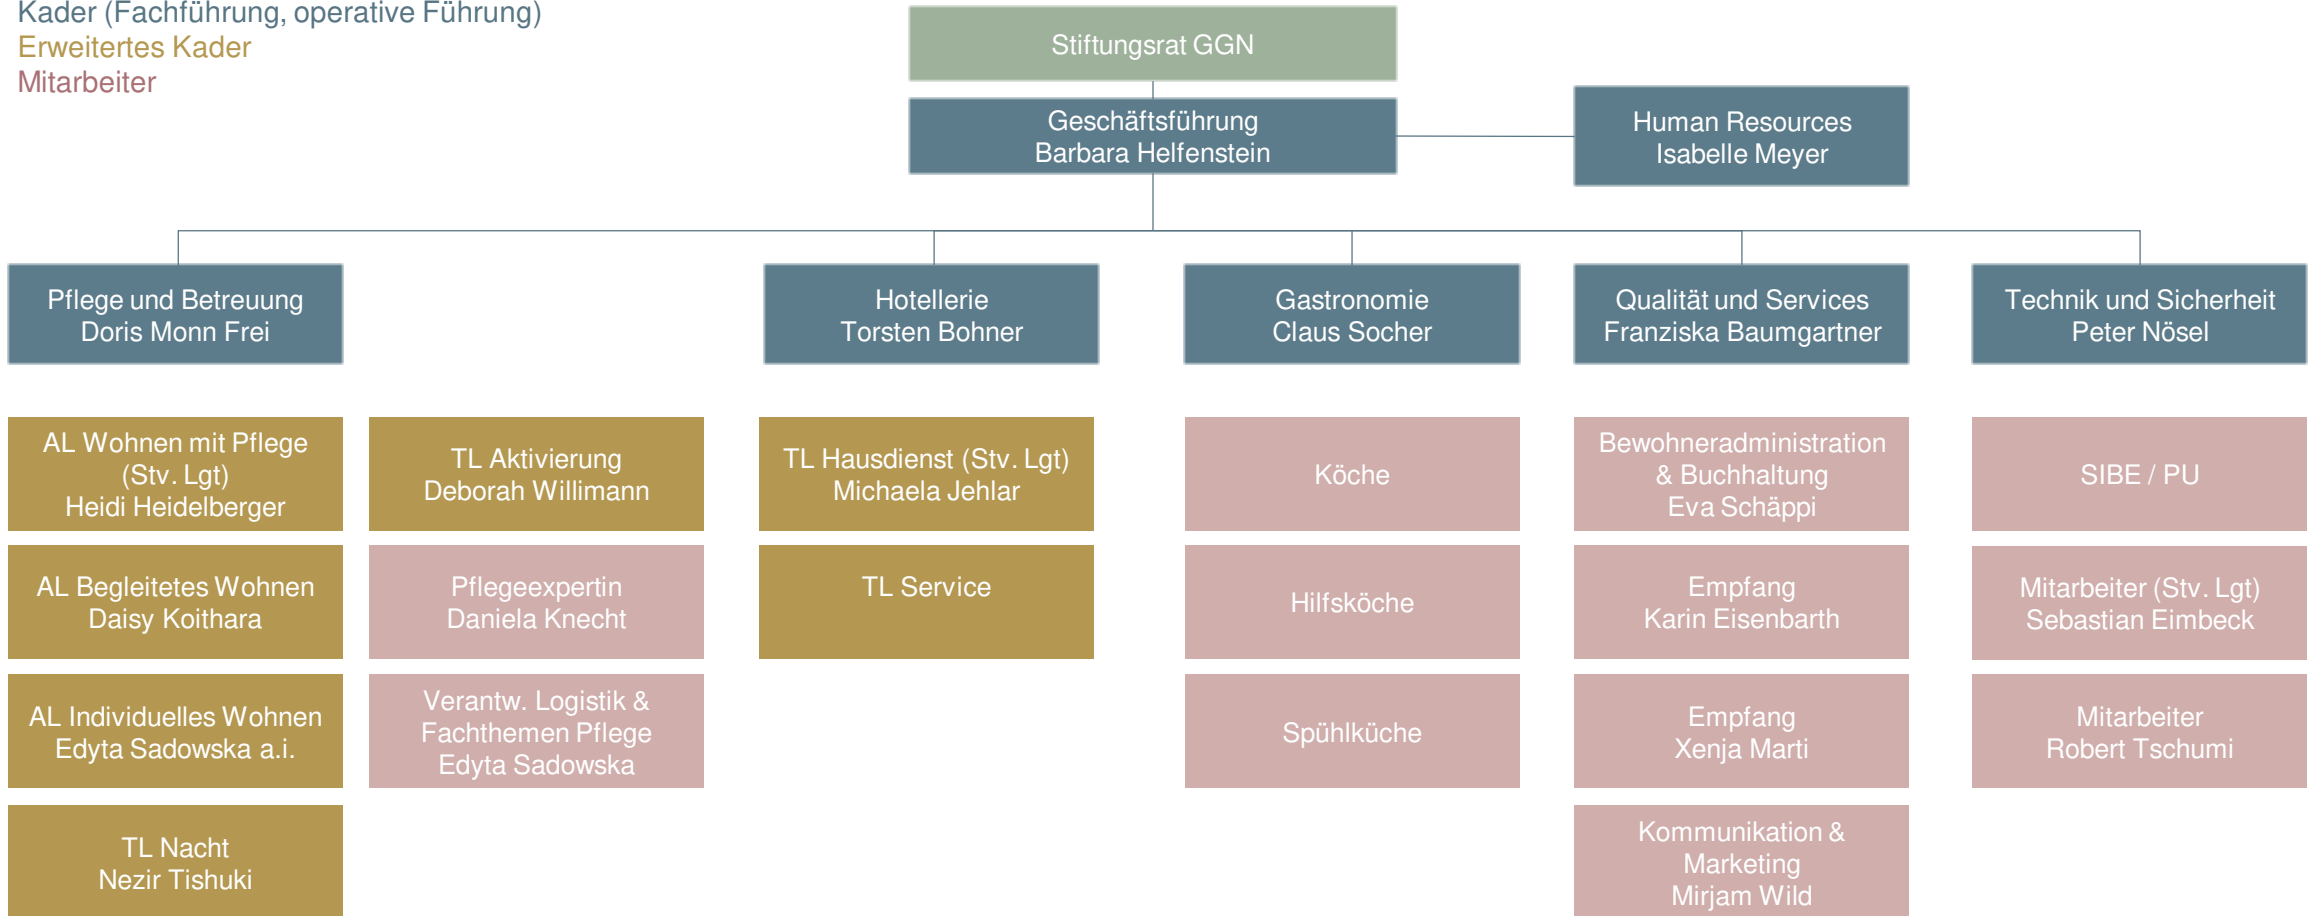 Kader (Fachführung, operative Führung)
Erweitertes Kader
Mitarbeiter
Stiftungsrat GGN
Geschäftsführung
Barbara Helfenstein
Human Resources
Isabelle Meyer
Pflege und Betreuung
Doris Monn Frei
Hotellerie
Torsten Bohner
Gastronomie
Claus Socher
Qualität und Services
Franziska Baumgartner
Technik und Sicherheit
Peter Nösel
AL Wohnen mit Pflege
(Stv. Lgt)
Heidi Heidelberger
TL Aktivierung
Deborah Willimann
TL Hausdienst (Stv. Lgt)
Michaela Jehlar
Köche
Bewohneradministration
& Buchhaltung
Eva Schäppi
SIBE / PU
AL Begleitetes Wohnen
Daisy Koithara
Pflegeexpertin
Daniela Knecht
TL Service
Hilfsköche
Empfang
Karin Eisenbarth
Mitarbeiter (Stv. Lgt)
Sebastian Eimbeck
AL Individuelles Wohnen
Edyta Sadowska a.i.
Verantw. Logistik &
Fachthemen Pflege
Edyta Sadowska
Spühlküche
Empfang
Xenja Marti
Mitarbeiter
Robert Tschumi
TL Nacht
Nezir Tishuki
Kommunikation &
Marketing
Mirjam Wild